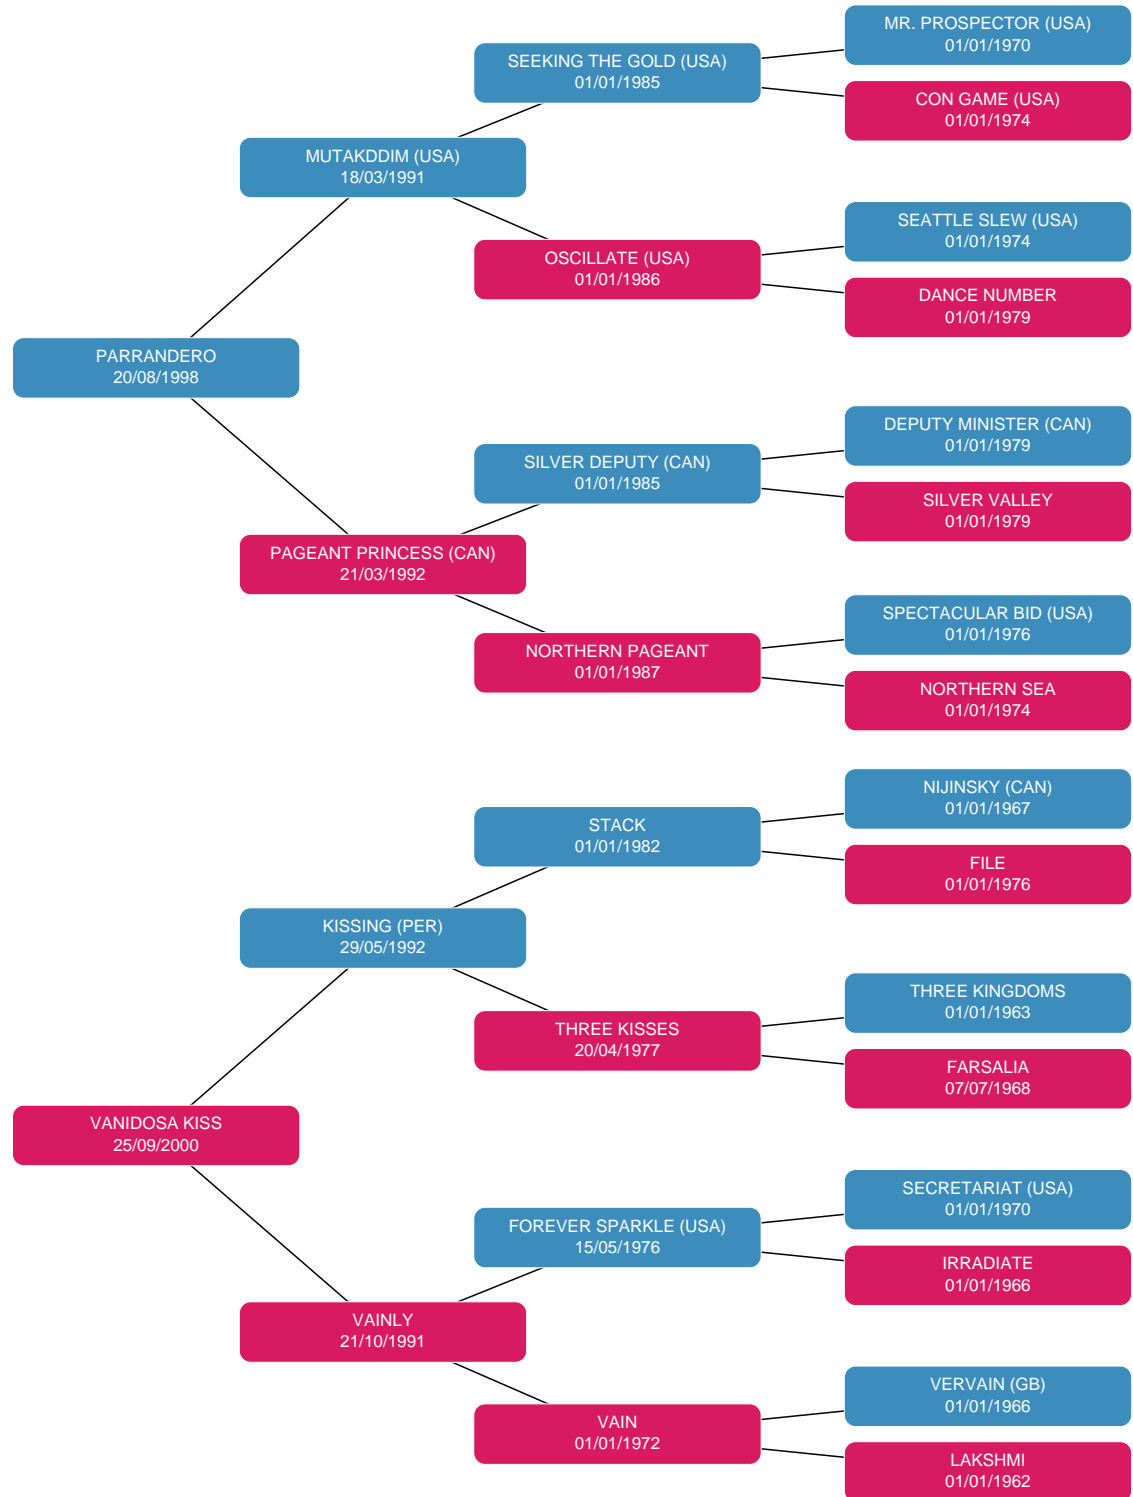 MR. PROSPECTOR (USA)
01/01/1970
SEEKING THE GOLD (USA)
01/01/1985
CON GAME (USA)
01/01/1974
MUTAKDDIM (USA)
18/03/1991
SEATTLE SLEW (USA)
01/01/1974
OSCILLATE (USA)
01/01/1986
DANCE NUMBER
01/01/1979
PARRANDERO
20/08/1998
DEPUTY MINISTER (CAN)
01/01/1979
SILVER DEPUTY (CAN)
01/01/1985
SILVER VALLEY
01/01/1979
PAGEANT PRINCESS (CAN)
21/03/1992
SPECTACULAR BID (USA)
01/01/1976
NORTHERN PAGEANT
01/01/1987
NORTHERN SEA
01/01/1974
NIJINSKY (CAN)
01/01/1967
STACK
01/01/1982
FILE
01/01/1976
KISSING (PER)
29/05/1992
THREE KINGDOMS
01/01/1963
THREE KISSES
20/04/1977
FARSALIA
07/07/1968
VANIDOSA KISS
25/09/2000
SECRETARIAT (USA)
01/01/1970
FOREVER SPARKLE (USA)
15/05/1976
IRRADIATE
01/01/1966
VAINLY
21/10/1991
VERVAIN (GB)
01/01/1966
VAIN
01/01/1972
LAKSHMI
01/01/1962